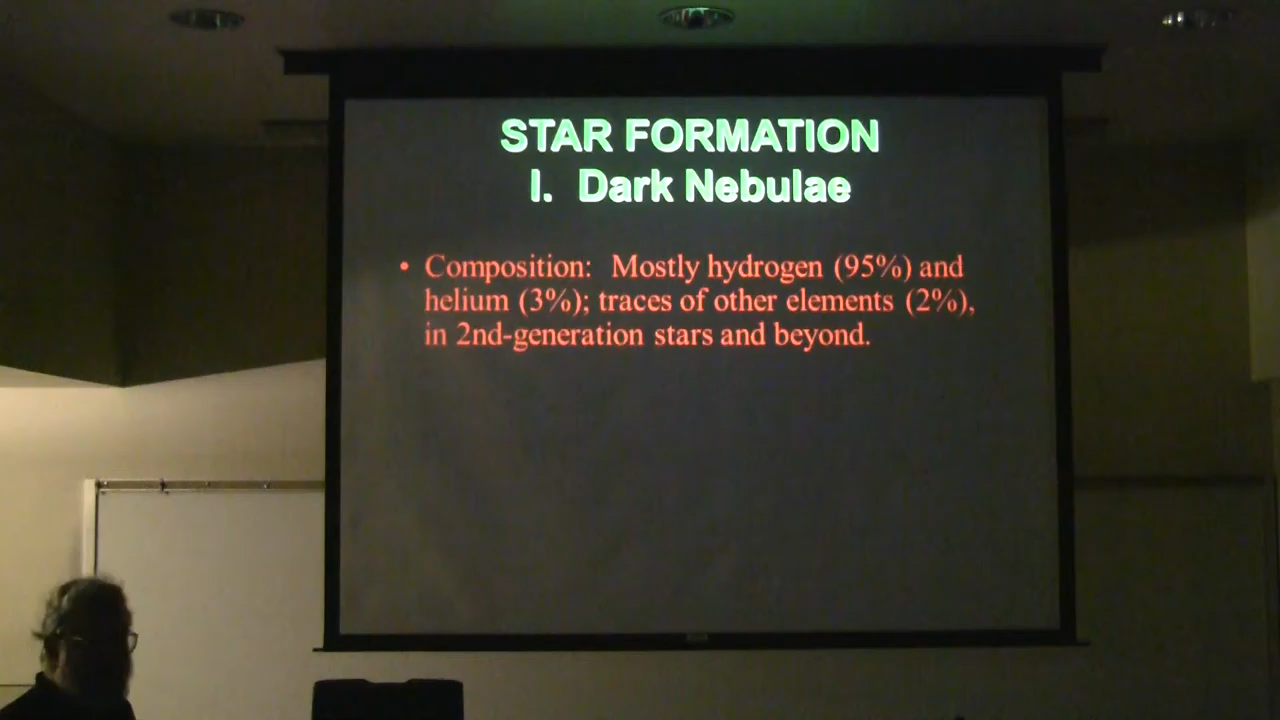 STAR FORMATION
I. Dark Nebulae
• Composition: Mostly hydrogen (95%) and
helium (3%); traces of other elements (2%),
in 2nd-generation stars and beyond.